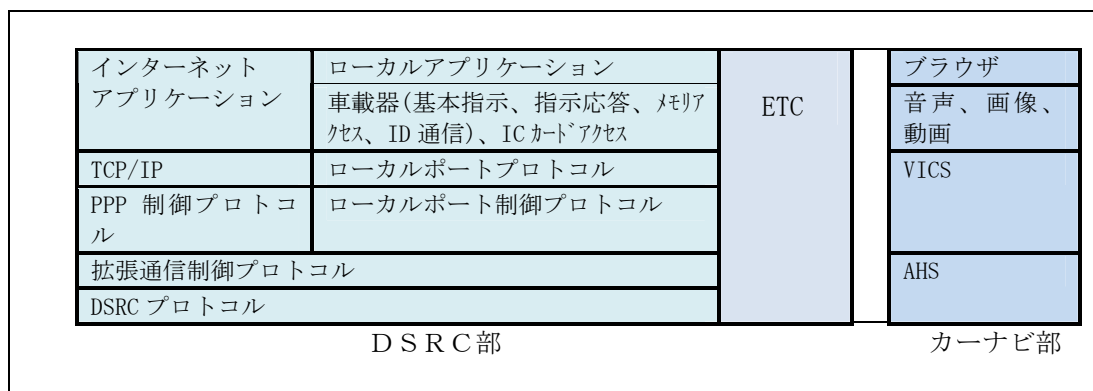 インターネット
アプリケーション
ローカルアプリケーション
車載器(基本指示、指示応答、ﾒﾓﾘｱ
ｸｾｽ、ID 通信)、IC ｶｰﾄﾞｱｸｾｽ
ETC
ブラウザ
音声、画像、
動画
TCP/IP
ローカルポートプロトコル
VICS
PPP 制御プロトコ
ル
ローカルポート制御プロトコル
拡張通信制御プロトコル
AHS
DSRC プロトコル
ＤＳＲＣ部
カーナビ部